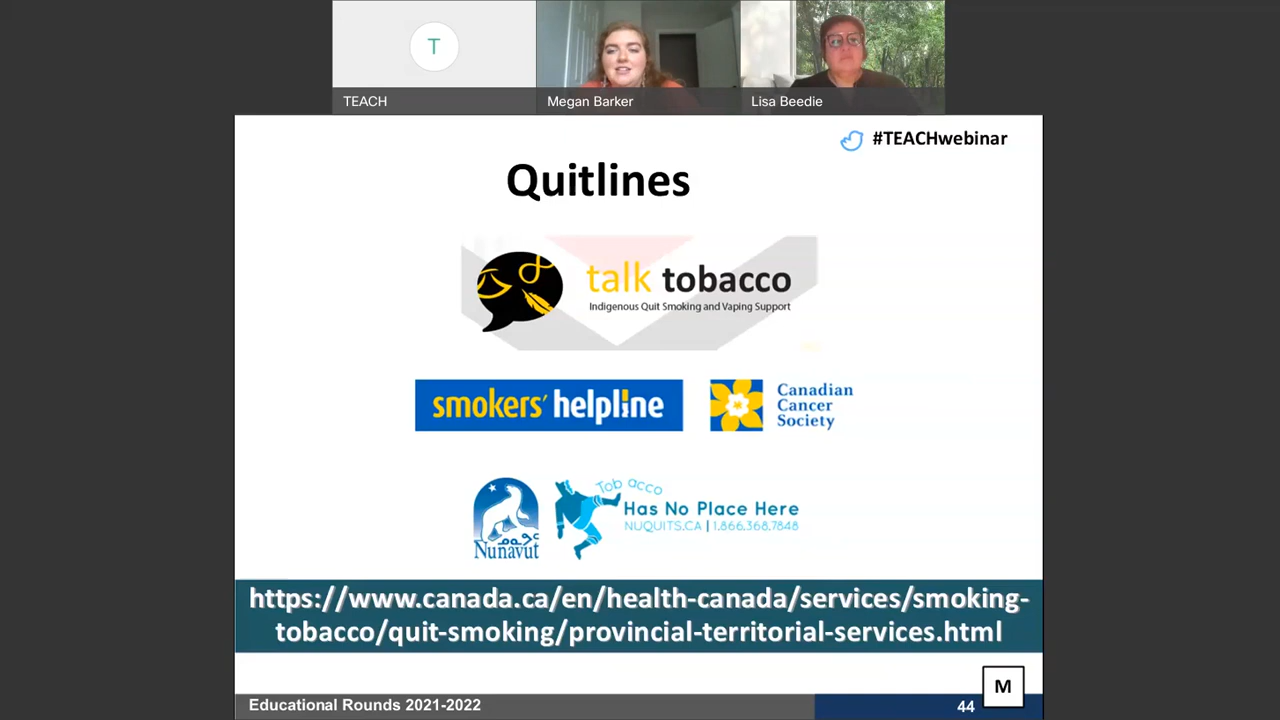 T
TEACH
Megan Barker
Lisa Beedie
#TEACHwebinar
Quitlines
talk tobacco
Indigenous Quit Smoking and Vaping Support
smokers' helpline
Canadian
Cancer
Society
Tobacco
Has No Place Here
NUQUITS.CA | 1.866.368.7848
ᓄᓇᕗᑦ
Nunavut
https://www.canada.ca/en/health-canada/services/smoking-
tobacco/quit-smoking/provincial-territorial-services.html
M
Educational Rounds 2021-2022
44